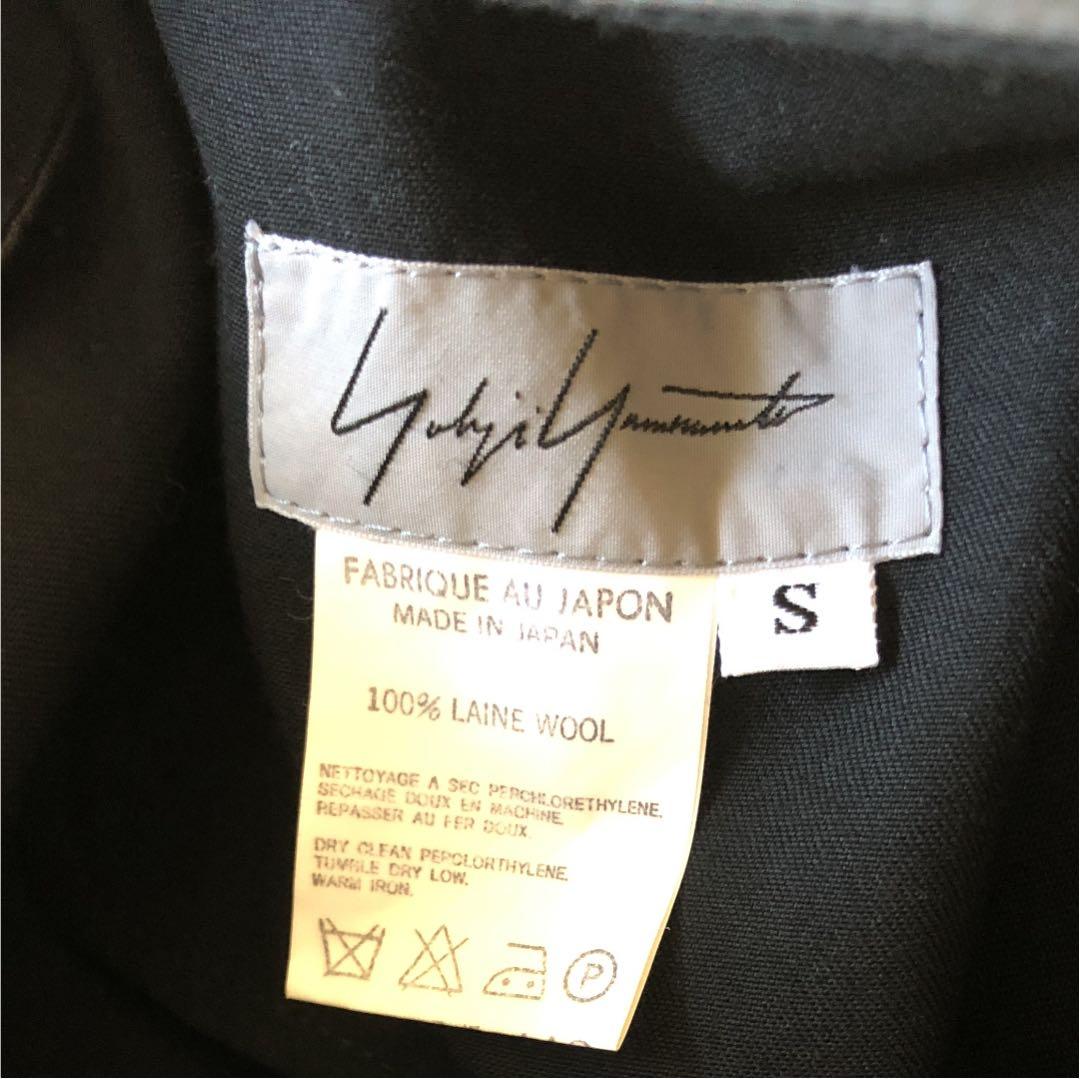 Yohji Yamamoto
FABRIQUE AU JAPON
MADE IN JAPAN
S
100% LAINE WOOL
NETTOYAGE A SEC PERCHLORETHYLENE.
SECHAGE DOUX EN MACHINE.
REPASSER AU FER DOUX.
DRY CLEAN PERCLORTHYLENE.
TUMBLE DRY LOW.
WARM IRON.
P